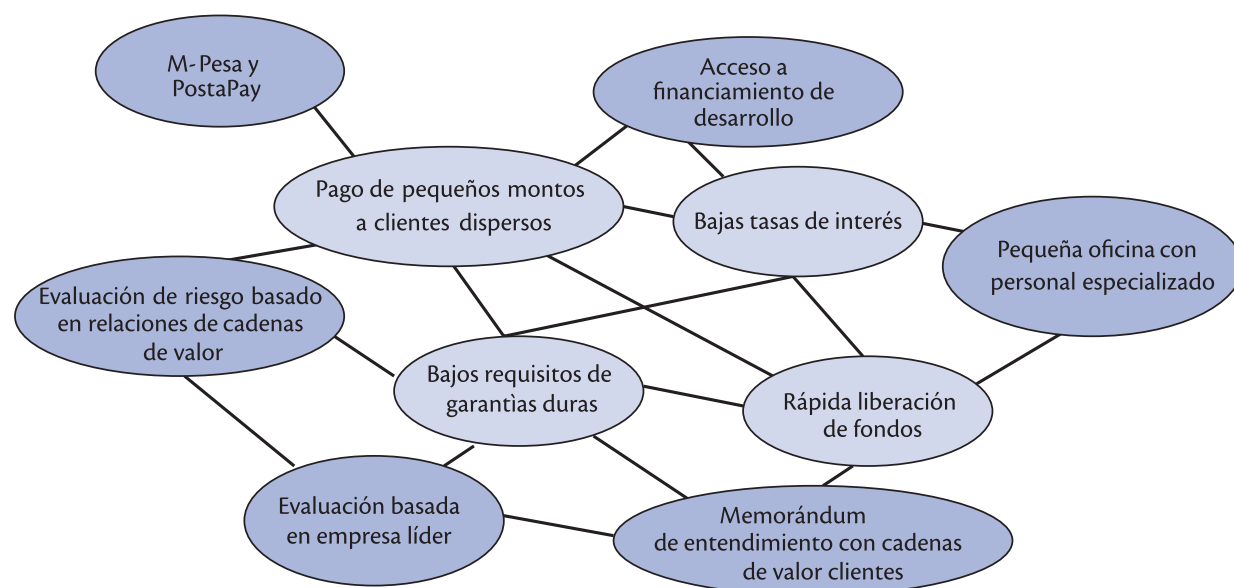 M-Pesa y
PostaPay
Acceso a
financiamiento de
desarrollo
Pago de pequeños montos
a clientes dispersos
Bajas tasas de interés
Pequeña oficina con
personal especializado
Evaluación de riesgo basado
en relaciones de cadenas
de valor
Bajos requisitos de
garantìas duras
Rápida liberación
de fondos
Evaluación basada
en empresa líder
Memorándum
de entendimiento con cadenas
de valor clientes